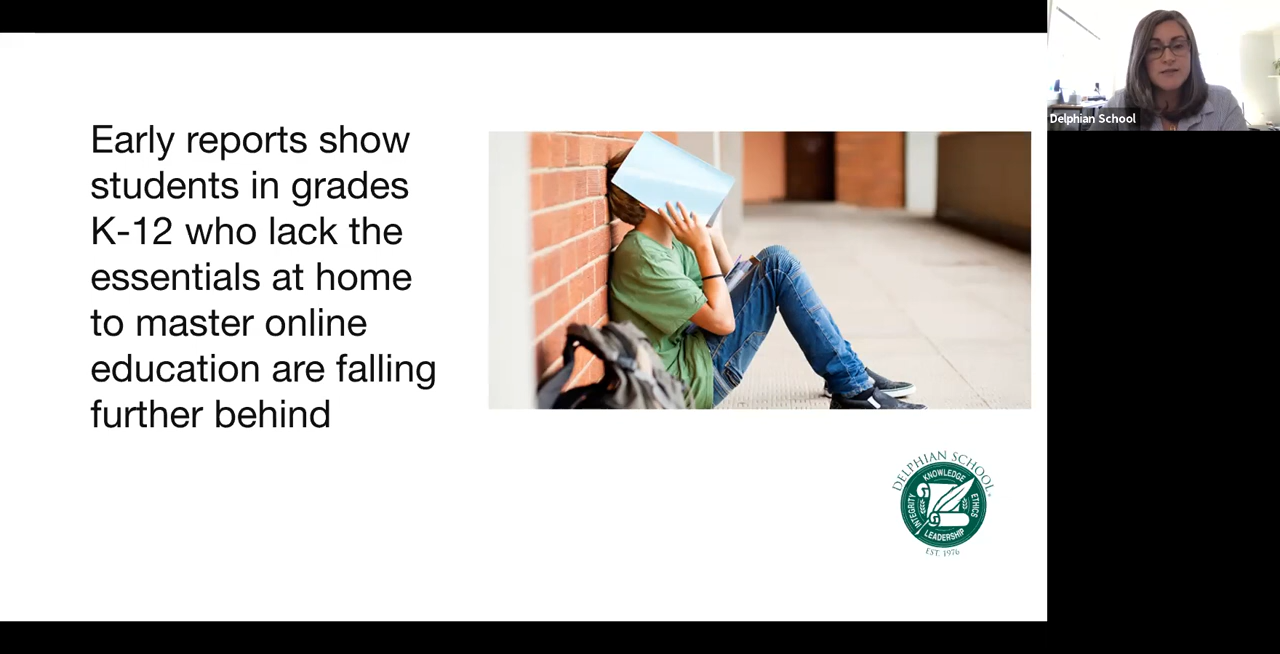 Early reports show
students in grades
K-12 who lack the
essentials at home
to master online
education are falling
further behind
Delphian School
DELPHIAN SCHOOL
KNOWLEDGE
INTEGRITY
ETHICS
LEADERSHIP
EST. 1976